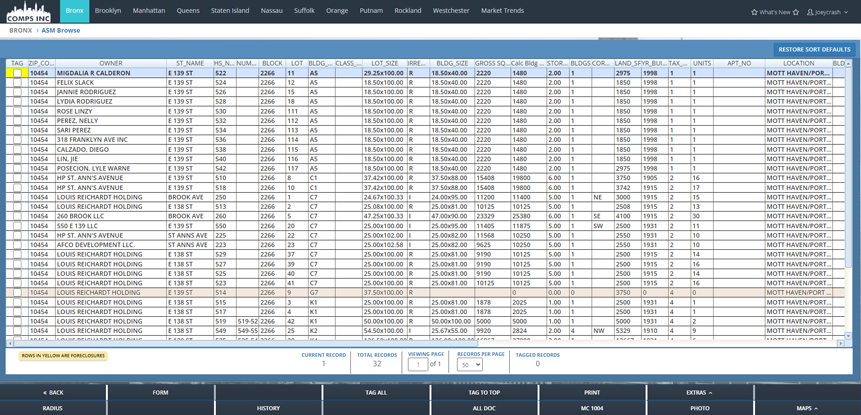 COMPS INC
Bronx Brooklyn Manhattan Queens Staten Island Nassau Suffolk Orange Putnam Rockland Westchester Market Trends What's New Joeycrash
BRONX > ASM Browse
RESTORE SORT DEFAULTS
TAG ZIP_CO... OWNER ST_NAME HS_N... NUM... BLOCK LOT BLDG_... CLASS_... LOT_SIZE IRRE... BLDG_SIZE GROSS SQ... Calc Bldg ... STOR... BLDGS COR... LAND_SF YR_BUI... TAX_... UNITS APT_NO LOCATION BLD
10454 MIGDALIA R CALDERON E 139 ST 522 2266 11 A5 29.25x100.00 R 18.50x40.00 2220 1480 2.00 1 2975 1998 1 1 MOTT HAVEN/POR...
10454 FELIX SLACK E 139 ST 524 2266 12 A5 18.50x100.00 R 18.50x40.00 2220 1480 2.00 1 1850 1998 1 1 MOTT HAVEN/PORT...
10454 JANNIE RODRIGUEZ E 139 ST 526 2266 15 A5 18.50x100.00 R 18.50x40.00 2220 1480 2.00 1 1850 1998 1 1 MOTT HAVEN/PORT...
10454 LYDIA RODRIGUEZ E 139 ST 528 2266 18 A5 18.50x100.00 R 18.50x40.00 2220 1480 2.00 1 1850 1998 1 1 MOTT HAVEN/PORT...
10454 ROSE LINZY E 139 ST 530 2266 111 A5 18.50x100.00 R 18.50x40.00 2220 1480 2.00 1 1850 1998 1 1 MOTT HAVEN/PORT...
10454 PEREZ, NELLY E 139 ST 532 2266 112 A5 18.50x100.00 R 18.50x40.00 2220 1480 2.00 1 1850 1998 1 1 MOTT HAVEN/PORT...
10454 SARI PEREZ E 139 ST 534 2266 113 A5 18.50x100.00 R 18.50x40.00 2220 1480 2.00 1 1850 1998 1 1 MOTT HAVEN/PORT...
10454 318 FRANKLYN AVE INC E 139 ST 536 2266 114 A5 18.50x100.00 R 18.50x40.00 2220 1480 2.00 1 1850 1998 1 1 MOTT HAVEN/PORT...
10454 CALZADO, DIEGO E 139 ST 538 2266 115 A5 18.50x100.00 R 18.50x40.00 2220 1480 2.00 1 1850 1998 1 1 MOTT HAVEN/PORT...
10454 LIN, JIE E 139 ST 540 2266 116 A5 18.50x100.00 R 18.50x40.00 2220 1480 2.00 1 1850 1998 1 1 MOTT HAVEN/PORT...
10454 POSECION, LYLE WARNE E 139 ST 542 2266 117 A5 18.50x100.00 R 18.50x40.00 2220 1480 2.00 1 2975 1998 1 1 MOTT HAVEN/PORT...
10454 HP ST. ANN'S AVENUE E 139 ST 510 2266 8 C1 37.42x100.00 R 37.50x88.00 15408 19800 6.00 1 3750 1905 2 16 MOTT HAVEN/PORT...
10454 HP ST. ANN'S AVENUE E 139 ST 518 2266 10 C1 37.42x100.00 R 37.50x88.00 15408 19800 6.00 1 3742 1915 2 17 MOTT HAVEN/PORT...
10454 LOUIS REICHARDT HOLDING BROOK AVE 250 2266 1 C7 24.67x100.33 I 24.00x95.00 11200 11400 5.00 1 NE 3000 1915 2 15 MOTT HAVEN/PORT...
10454 LOUIS REICHARDT HOLDING E 138 ST 513 2266 2 C7 25.08x100.00 R 25.00x81.00 10125 10125 5.00 1 2508 1915 2 13 MOTT HAVEN/PORT...
10454 260 BROOK LLC BROOK AVE 260 2266 5 C7 47.25x100.33 I 47.00x90.00 23329 25380 6.00 1 SE 4100 1915 2 30 MOTT HAVEN/PORT...
10454 550 E 139 LLC E 139 ST 550 2266 20 C7 25.00x100.00 I 25.00x95.00 11405 11875 5.00 1 SW 2500 1915 2 11 MOTT HAVEN/PORT...
10454 HP ST. ANN'S AVENUE ST ANNS AVE 225 2266 22 C7 25.00x102.00 I 25.00x82.00 11568 10250 5.00 1 2550 1931 2 10 MOTT HAVEN/PORT...
10454 AFCO DEVELOPMENT LLC. ST ANNS AVE 223 2266 23 C7 25.00x102.58 I 25.00x82.00 9625 10250 5.00 1 2550 1931 2 10 MOTT HAVEN/PORT...
10454 LOUIS REICHARDT HOLDING E 138 ST 529 2266 37 C7 25.00x100.00 R 25.00x81.00 9190 10125 5.00 1 2500 1915 2 14 MOTT HAVEN/PORT...
10454 LOUIS REICHARDT HOLDING E 138 ST 527 2266 39 C7 25.00x100.00 R 25.00x81.00 9190 10125 5.00 1 2500 1915 2 16 MOTT HAVEN/PORT...
10454 LOUIS REICHARDT HOLDING E 138 ST 525 2266 40 C7 25.00x100.00 R 25.00x81.00 9190 10125 5.00 1 2500 1915 2 14 MOTT HAVEN/PORT...
10454 LOUIS REICHARDT HOLDING E 138 ST 523 2266 41 C7 25.00x100.00 R 25.00x81.00 9190 10125 5.00 1 2500 1915 2 16 MOTT HAVEN/PORT...
10454 LOUIS REICHARDT HOLDING E 139 ST 514 2266 9 G7 37.50x100.00 R 0 0.00 0 3750 0 4 0 MOTT HAVEN/PORT...
10454 LOUIS REICHARDT HOLDING E 138 ST 515 2266 3 K1 25.00x100.00 R 25.00x81.00 1878 2025 1.00 1 2500 1931 4 1 MOTT HAVEN/PORT...
10454 LOUIS REICHARDT HOLDING E 138 ST 517 2266 4 K1 25.00x100.00 R 25.00x81.00 1878 2025 1.00 1 2500 1931 4 1 MOTT HAVEN/PORT...
10454 LOUIS REICHARDT HOLDING E 138 ST 519 519-52 2266 42 K1 50.00x100.00 R 50.00x100.00 5000 5000 1.00 1 5000 1931 4 2 MOTT HAVEN/PORT...
10454 LOUIS REICHARDT HOLDING E 138 ST 549 549-55 2266 25 K2 54.50x100.00 I 25.67x55.00 9920 2824 2.00 4 NW 5329 1910 4 9 MOTT HAVEN/PORT...
ROWS IN YELLOW ARE FORECLOSURES
CURRENT RECORD TOTAL RECORDS VIEWING PAGE RECORDS PER PAGE TAGGED RECORDS
1 32 1 of 1 50 0
« BACK FORM TAG ALL TAG TO TOP PRINT EXTRAS
RADIUS HISTORY ALL DOC MC 1004 PHOTO MAPS